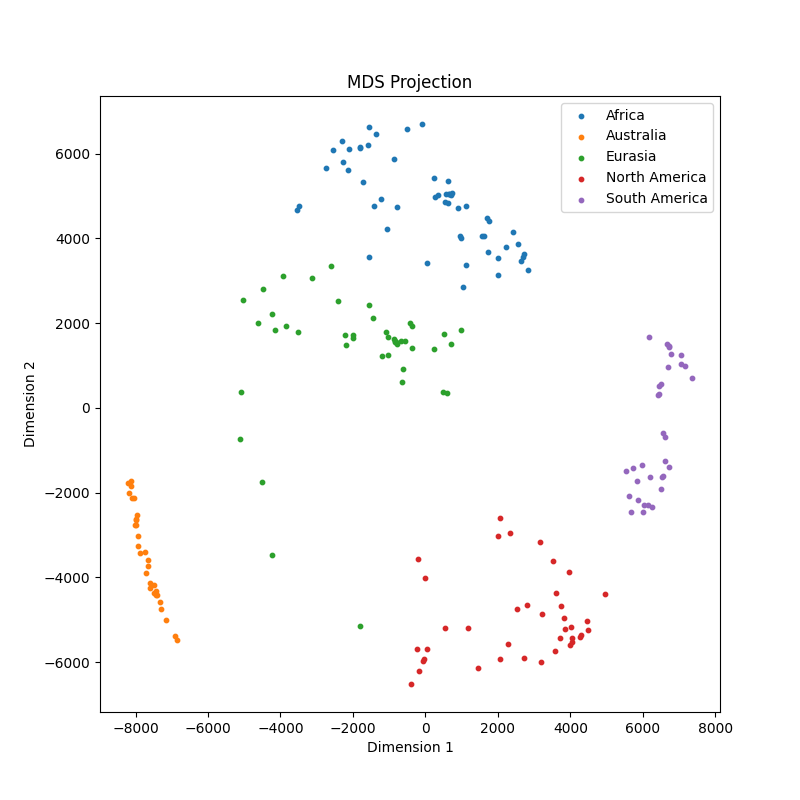 MDS Projection
Africa
Australia
Eurasia
North America
South America
6000
4000
2000
0
−2000
−4000
−6000
Dimension 2
−8000 −6000 −4000 −2000 0 2000 4000 6000 8000
Dimension 1